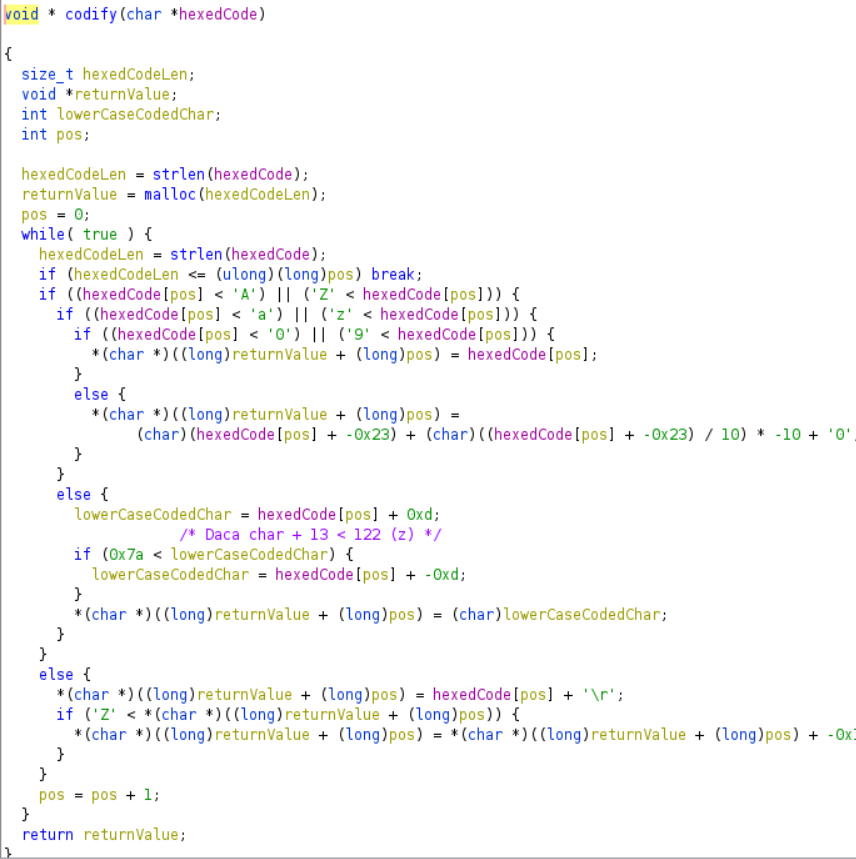 void * codify(char *hexedCode)
{
size_t hexedCodeLen;
void *returnValue;
int lowerCaseCodedChar;
int pos;
hexedCodeLen = strlen(hexedCode);
returnValue = malloc(hexedCodeLen);
pos = 0;
while( true ) {
hexedCodeLen = strlen(hexedCode);
if (hexedCodeLen <= (ulong)(long)pos) break;
if ((hexedCode[pos] < 'A') || ('Z' < hexedCode[pos])) {
if ((hexedCode[pos] < 'a') || ('z' < hexedCode[pos])) {
if ((hexedCode[pos] < '0') || ('9' < hexedCode[pos])) {
*(char *)((long)returnValue + (long)pos) = hexedCode[pos];
}
else {
*(char *)((long)returnValue + (long)pos) =
(char)(hexedCode[pos] + -0x23) + (char)((hexedCode[pos] + -0x23) / 10) * -10 + '0'
}
}
else {
lowerCaseCodedChar = hexedCode[pos] + 0xd;
/* Daca char + 13 < 122 (z) */
if (0x7a < lowerCaseCodedChar) {
lowerCaseCodedChar = hexedCode[pos] + -0xd;
}
*(char *)((long)returnValue + (long)pos) = (char)lowerCaseCodedChar;
}
}
else {
*(char *)((long)returnValue + (long)pos) = hexedCode[pos] + '\r';
if ('Z' < *(char *)((long)returnValue + (long)pos)) {
*(char *)((long)returnValue + (long)pos) = *(char *)((long)returnValue + (long)pos) + -0x
}
}
pos = pos + 1;
}
return returnValue;
}